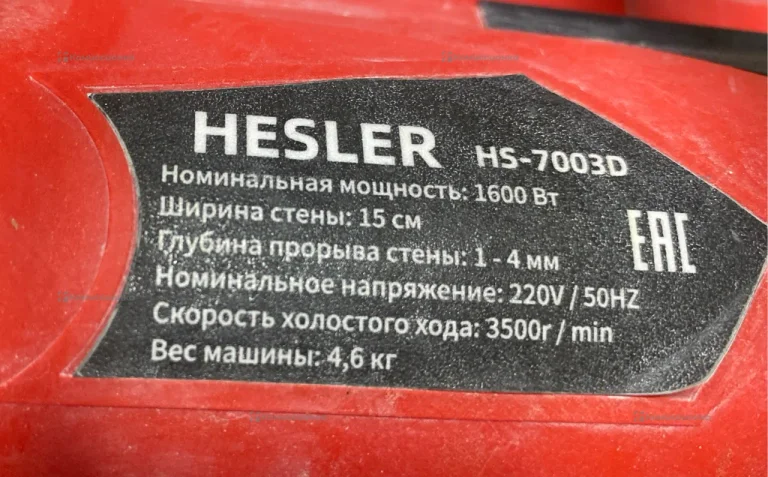 HESLER HS-7003D
Номинальная мощность: 1600 Вт
Ширина стены: 15 см
Глубина прорыва стены: 1 - 4 мм
EAC
Номинальное напряжение: 220V / 50HZ
Скорость холостого хода: 3500r / min
Вес машины: 4,6 кг